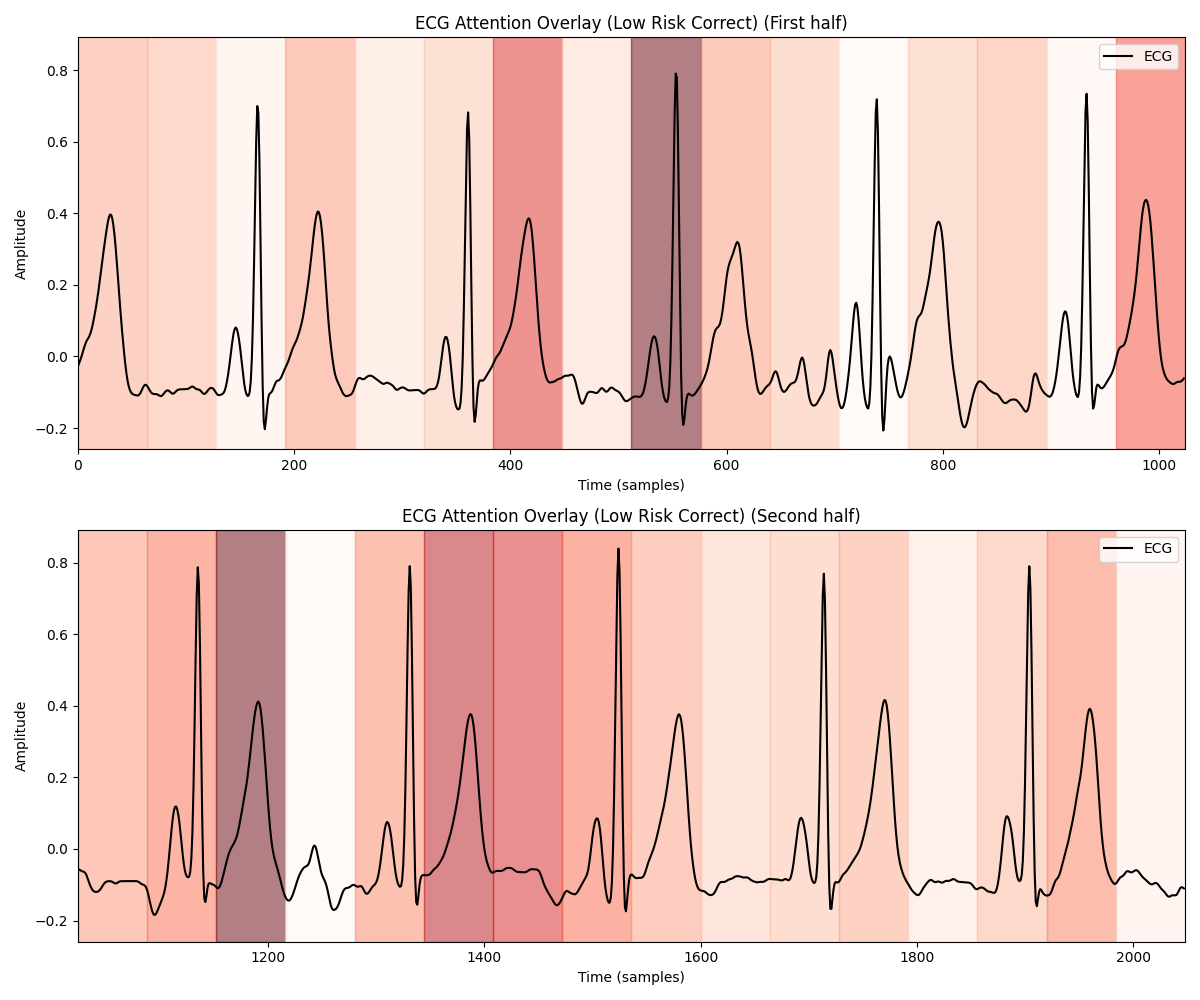 ECG Attention Overlay (Low Risk Correct) (First half)
ECG
0.8
0.6
0.4
0.2
0.0
−0.2
Amplitude
0 200 400 600 800 1000
Time (samples)
ECG Attention Overlay (Low Risk Correct) (Second half)
ECG
0.8
0.6
0.4
0.2
0.0
−0.2
Amplitude
1200 1400 1600 1800 2000
Time (samples)